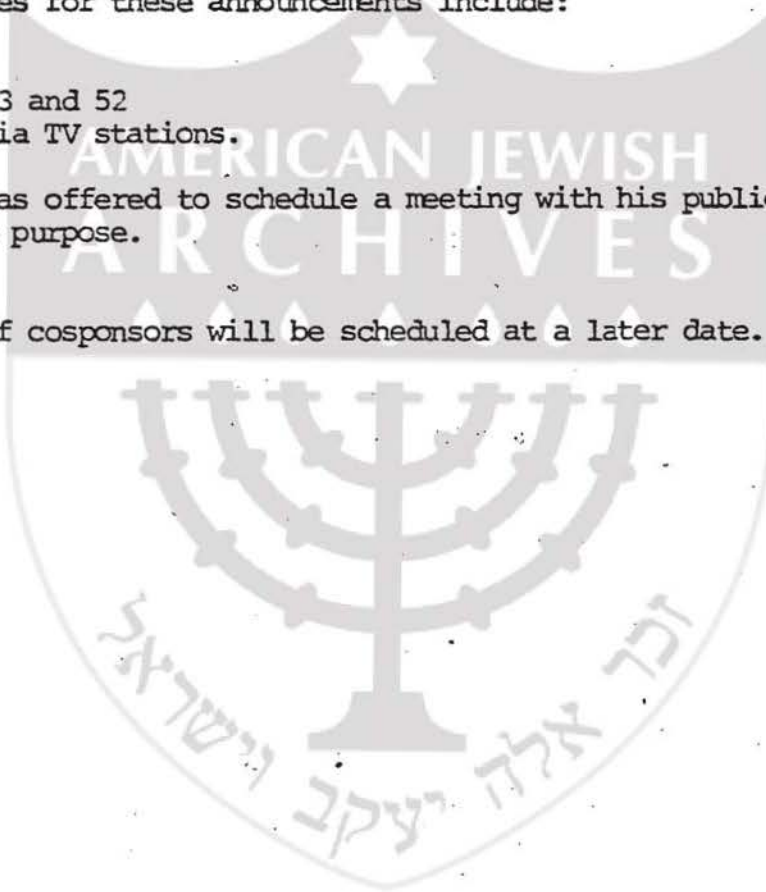 es for these announcements include:
3 and 52
ia TV stations.
AMERICAN JEWISH
as offered to schedule a meeting with his public
purpose.
ARCHIVES
f cosponsors will be scheduled at a later date.
זכר אלה יעקב וישראל